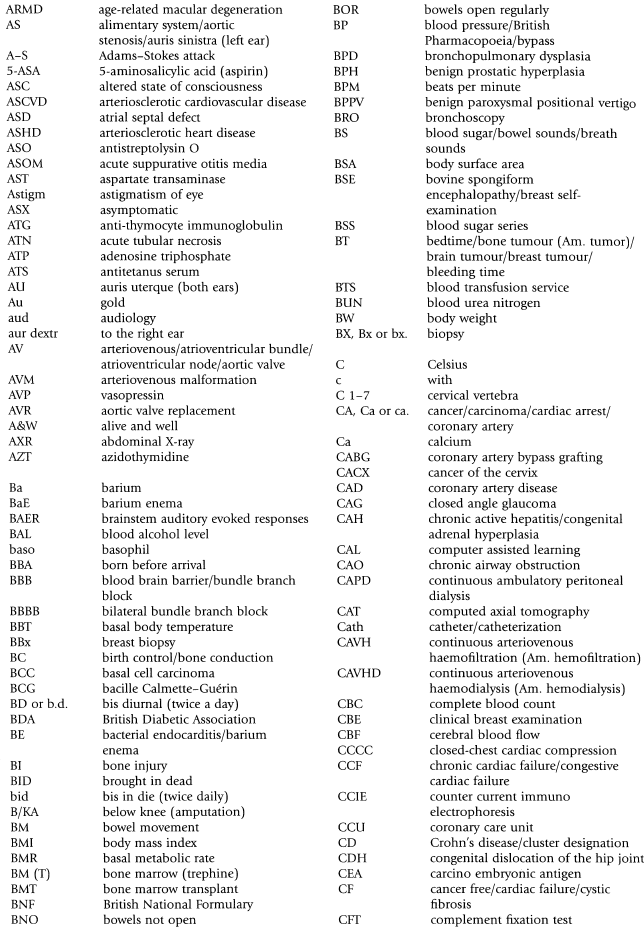 ARMD age-related macular degeneration
AS alimentary system/aortic
stenosis/auris sinistra (left ear)
A–S Adams–Stokes attack
5-ASA 5-aminosalicylic acid (aspirin)
ASC altered state of consciousness
ASCVD arteriosclerotic cardiovascular disease
ASD atrial septal defect
ASHD arteriosclerotic heart disease
ASO antistreptolysin O
ASOM acute suppurative otitis media
AST aspartate transaminase
Astigm astigmatism of eye
ASX asymptomatic
ATG anti-thymocyte immunoglobulin
ATN acute tubular necrosis
ATP adenosine triphosphate
ATS antitetanus serum
AU auris uterque (both ears)
Au gold
aud audiology
aur dextr to the right ear
AV arteriovenous/atrioventricular bundle/
atrioventricular node/aortic valve
AVM arteriovenous malformation
AVP vasopressin
AVR aortic valve replacement
A&W alive and well
AXR abdominal X-ray
AZT azidothymidine
Ba barium
BaE barium enema
BAER brainstem auditory evoked responses
BAL blood alcohol level
baso basophil
BBA born before arrival
BBB blood brain barrier/bundle branch
block
BBBB bilateral bundle branch block
BBT basal body temperature
BBx breast biopsy
BC birth control/bone conduction
BCC basal cell carcinoma
BCG bacille Calmette–Guérin
BD or b.d. bis diurnal (twice a day)
BDA British Diabetic Association
BE bacterial endocarditis/barium
enema
BI bone injury
BID brought in dead
bid bis in die (twice daily)
B/KA below knee (amputation)
BM bowel movement
BMI body mass index
BMR basal metabolic rate
BM (T) bone marrow (trephine)
BMT bone marrow transplant
BNF British National Formulary
BNO bowels not open
BOR bowels open regularly
BP blood pressure/British
Pharmacopoeia/bypass
BPD bronchopulmonary dysplasia
BPH benign prostatic hyperplasia
BPM beats per minute
BPPV benign paroxysmal positional vertigo
BRO bronchoscopy
BS blood sugar/bowel sounds/breath
sounds
BSA body surface area
BSE bovine spongiform
encephalopathy/breast self-
examination
BSS blood sugar series
BT bedtime/bone tumour (Am. tumor)/
brain tumour/breast tumour/
bleeding time
BTS blood transfusion service
BUN blood urea nitrogen
BW body weight
BX, Bx or bx. biopsy
C Celsius
c with
C 1–7 cervical vertebra
CA, Ca or ca. cancer/carcinoma/cardiac arrest/
coronary artery
Ca calcium
CABG coronary artery bypass grafting
CACX cancer of the cervix
CAD coronary artery disease
CAG closed angle glaucoma
CAH chronic active hepatitis/congenital
adrenal hyperplasia
CAL computer assisted learning
CAO chronic airway obstruction
CAPD continuous ambulatory peritoneal
dialysis
CAT computed axial tomography
Cath catheter/catheterization
CAVH continuous arteriovenous
haemofiltration (Am. hemofiltration)
CAVHD continuous arteriovenous
haemodialysis (Am. hemodialysis)
CBC complete blood count
CBE clinical breast examination
CBF cerebral blood flow
CCCC closed-chest cardiac compression
CCF chronic cardiac failure/congestive
cardiac failure
CCIE counter current immuno
electrophoresis
CCU coronary care unit
CD Crohn's disease/cluster designation
CDH congenital dislocation of the hip joint
CEA carcino embryonic antigen
CF cancer free/cardiac failure/cystic
fibrosis
CFT complement fixation test